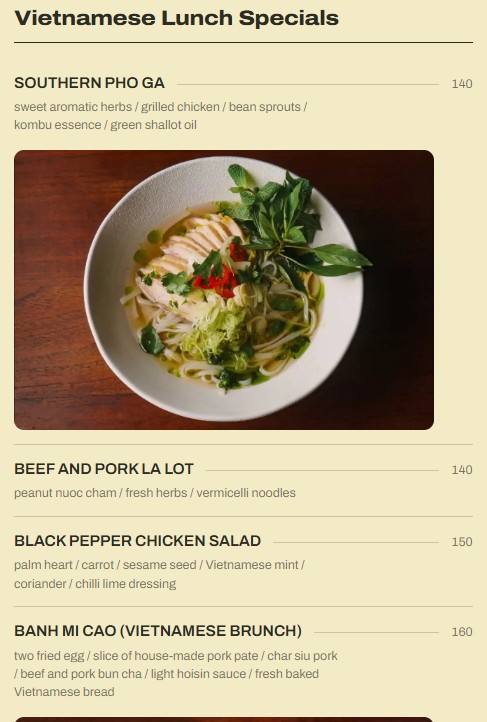 Vietnamese Lunch Specials
SOUTHERN PHO GA 140
sweet aromatic herbs / grilled chicken / bean sprouts /
kombu essence / green shallot oil
BEEF AND PORK LA LOT 140
peanut nuoc cham / fresh herbs / vermicelli noodles
BLACK PEPPER CHICKEN SALAD 150
palm heart / carrot / sesame seed / Vietnamese mint /
coriander / chilli lime dressing
BANH MI CAO (VIETNAMESE BRUNCH) 160
two fried egg / slice of house-made pork pate / char siu pork
/ beef and pork bun cha / light hoisin sauce / fresh baked
Vietnamese bread